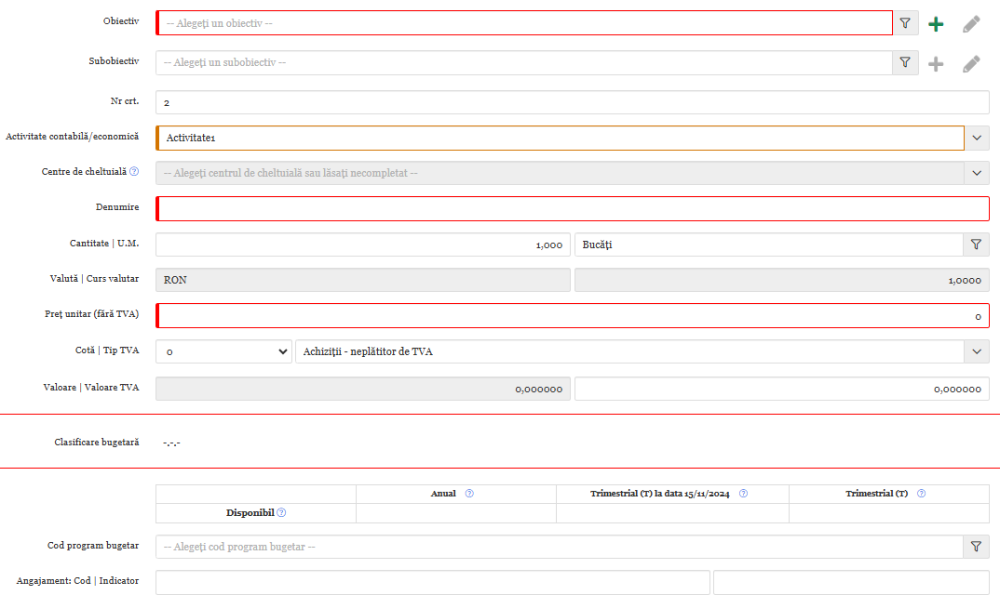 Obiectiv -- Alegeți un obiectiv --
Subobiectiv -- Alegeți un subobiectiv --
Nr crt. 2
Activitate contabilă/economică Activitate1
Centre de cheltuială -- Alegeți centrul de cheltuială sau lăsați necompletat --
Denumire
Cantitate | U.M. 1,000 Bucăți
Valută | Curs valutar RON 1,0000
Preț unitar (fără TVA) 0
Cotă | Tip TVA 0 Achiziții - neplătitor de TVA
Valoare | Valoare TVA 0,000000 0,000000
Clasificare bugetară -.-.-
Anual Trimestrial (T) la data 15/11/2024 Trimestrial (T)
Disponibil
Cod program bugetar -- Alegeți cod program bugetar --
Angajament: Cod | Indicator